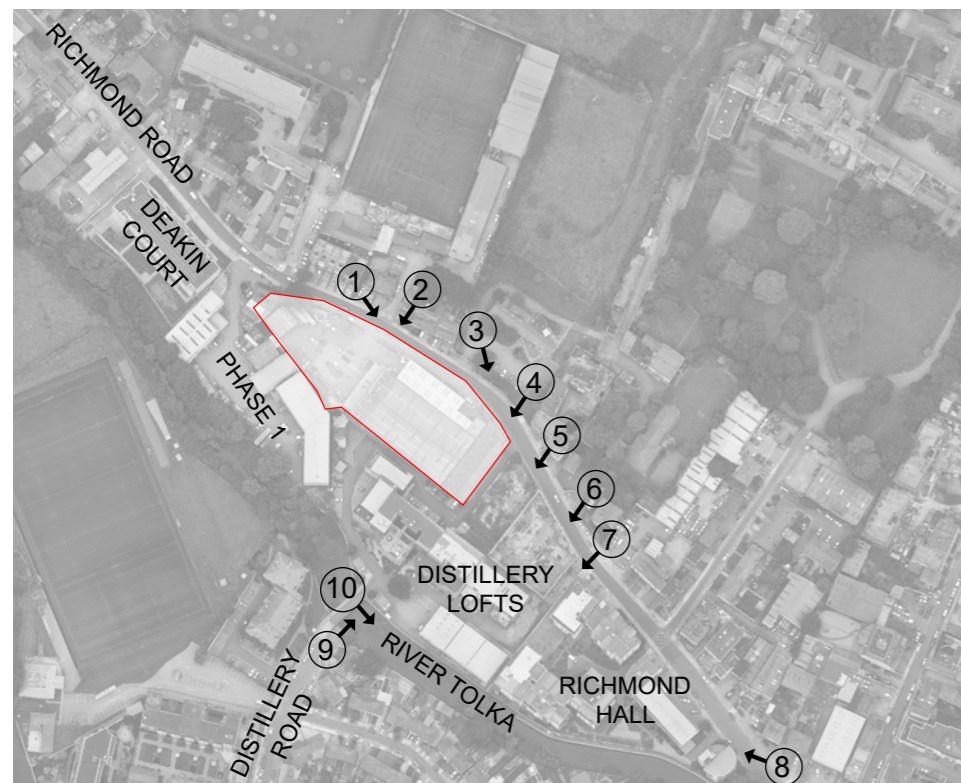 RICHMOND ROAD
DEAKIN
COURT
1
2
3
4
PHASE 1
5
6
7
DISTILLERY
LOFTS
10
9
RIVER TOLKA
DISTILLERY
ROAD
RICHMOND
HALL
8